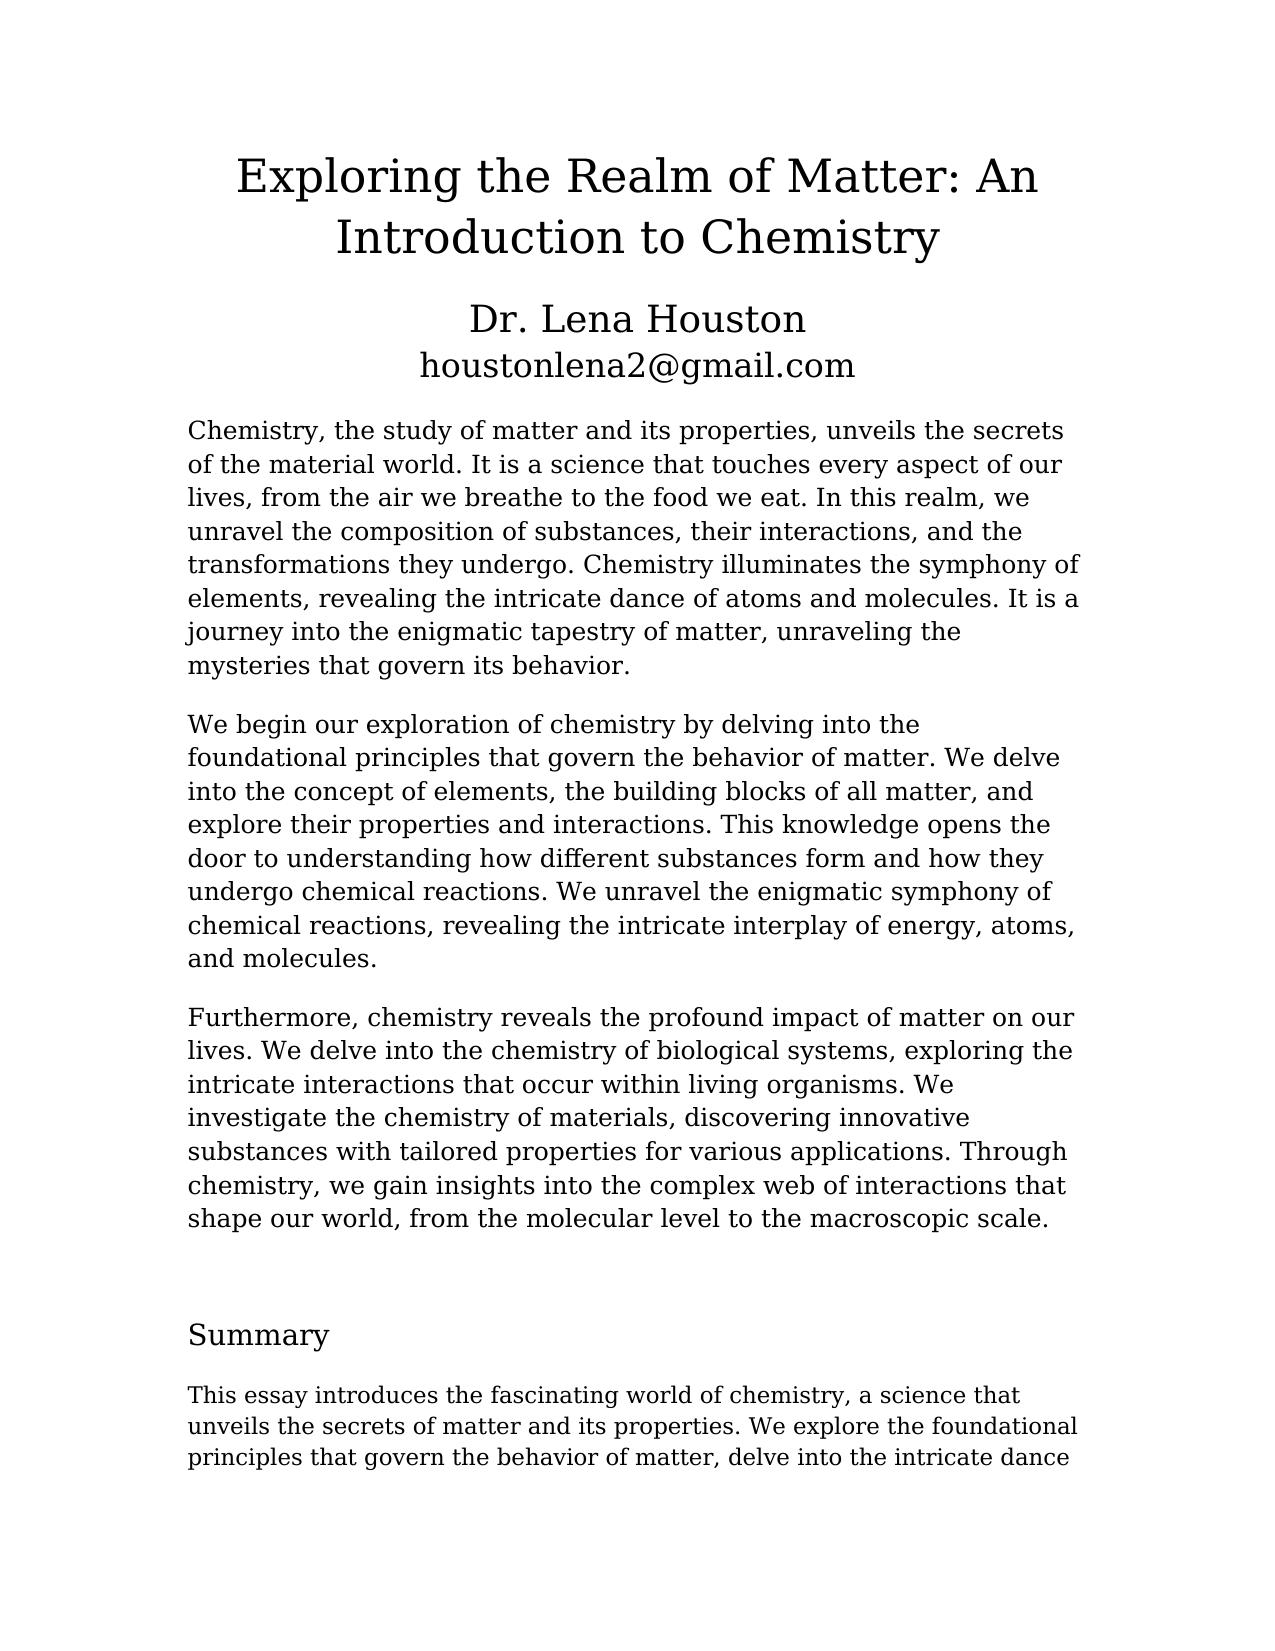 Exploring the Realm of Matter: An
Introduction to Chemistry
Dr. Lena Houston
houstonlena2@gmail.com
Chemistry, the study of matter and its properties, unveils the secrets
of the material world. It is a science that touches every aspect of our
lives, from the air we breathe to the food we eat. In this realm, we
unravel the composition of substances, their interactions, and the
transformations they undergo. Chemistry illuminates the symphony of
elements, revealing the intricate dance of atoms and molecules. It is a
journey into the enigmatic tapestry of matter, unraveling the
mysteries that govern its behavior.
We begin our exploration of chemistry by delving into the
foundational principles that govern the behavior of matter. We delve
into the concept of elements, the building blocks of all matter, and
explore their properties and interactions. This knowledge opens the
door to understanding how different substances form and how they
undergo chemical reactions. We unravel the enigmatic symphony of
chemical reactions, revealing the intricate interplay of energy, atoms,
and molecules.
Furthermore, chemistry reveals the profound impact of matter on our
lives. We delve into the chemistry of biological systems, exploring the
intricate interactions that occur within living organisms. We
investigate the chemistry of materials, discovering innovative
substances with tailored properties for various applications. Through
chemistry, we gain insights into the complex web of interactions that
shape our world, from the molecular level to the macroscopic scale.
Summary
This essay introduces the fascinating world of chemistry, a science that
unveils the secrets of matter and its properties. We explore the foundational
principles that govern the behavior of matter, delve into the intricate dance